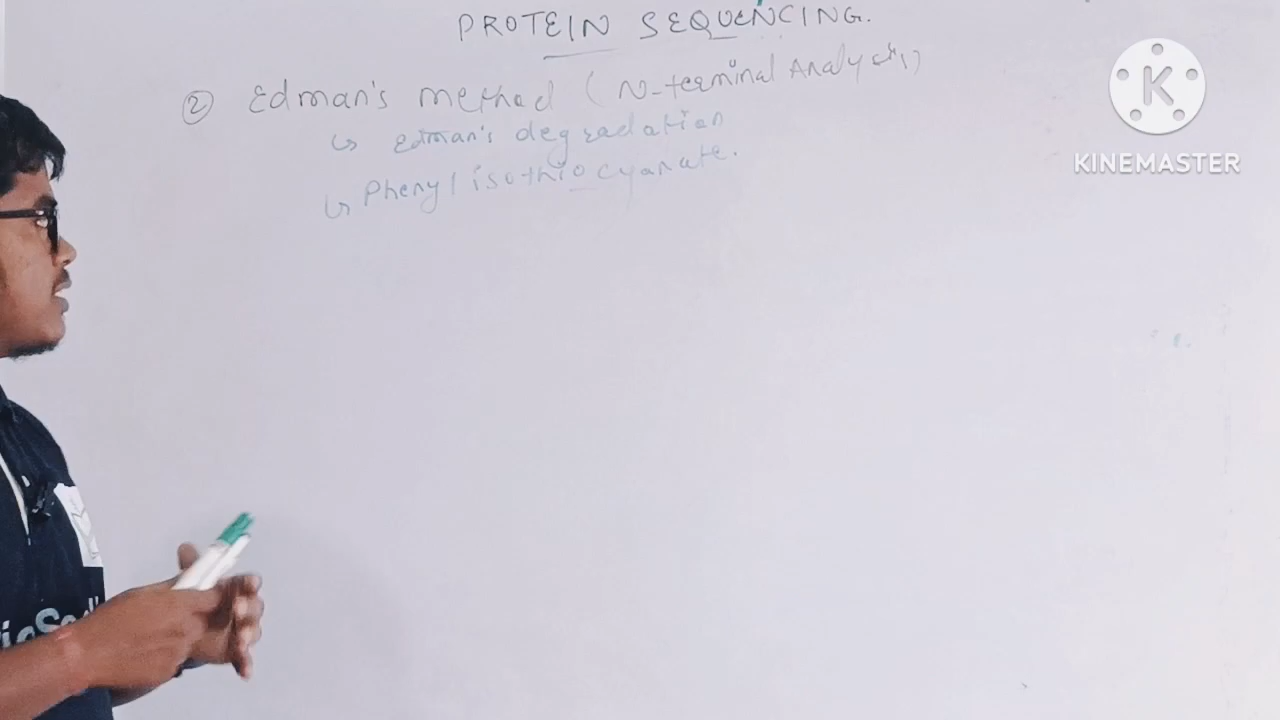 PROTEIN SEQUENCING.
② Edman's method (N-terminal Analysis)
↳ Edman's degradation
↳ Phenyl isothiocyanate.
K
KINEMASTER